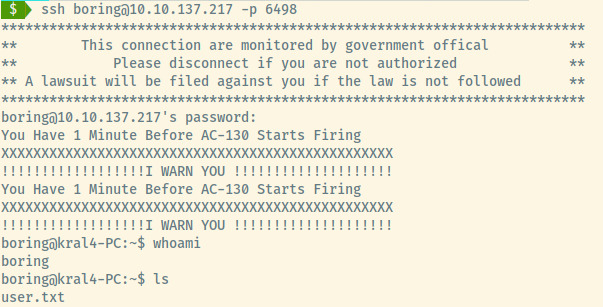 $ ssh boring@10.10.137.217 -p 6498
*************************************************************************
** This connection are monitored by government offical **
** Please disconnect if you are not authorized **
** A lawsuit will be filed against you if the law is not followed **
*************************************************************************
boring@10.10.137.217's password:
You Have 1 Minute Before AC-130 Starts Firing
XXXXXXXXXXXXXXXXXXXXXXXXXXXXXXXXXXXXXXXXXXXXXXXXX
!!!!!!!!!!!!!!!!!!I WARN YOU !!!!!!!!!!!!!!!!!!!!
You Have 1 Minute Before AC-130 Starts Firing
XXXXXXXXXXXXXXXXXXXXXXXXXXXXXXXXXXXXXXXXXXXXXXXXX
!!!!!!!!!!!!!!!!!!I WARN YOU !!!!!!!!!!!!!!!!!!!!
boring@kral4-PC:~$ whoami
boring
boring@kral4-PC:~$ ls
user.txt